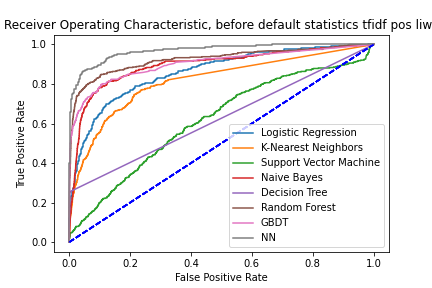 Receiver Operating Characteristic, before default statistics tfidf pos liw
1.0
0.8
0.6
0.4
0.2
0.0
True Positive Rate
Logistic Regression
K-Nearest Neighbors
Support Vector Machine
Naive Bayes
Decision Tree
Random Forest
GBDT
NN
0.0 0.2 0.4 0.6 0.8 1.0
False Positive Rate